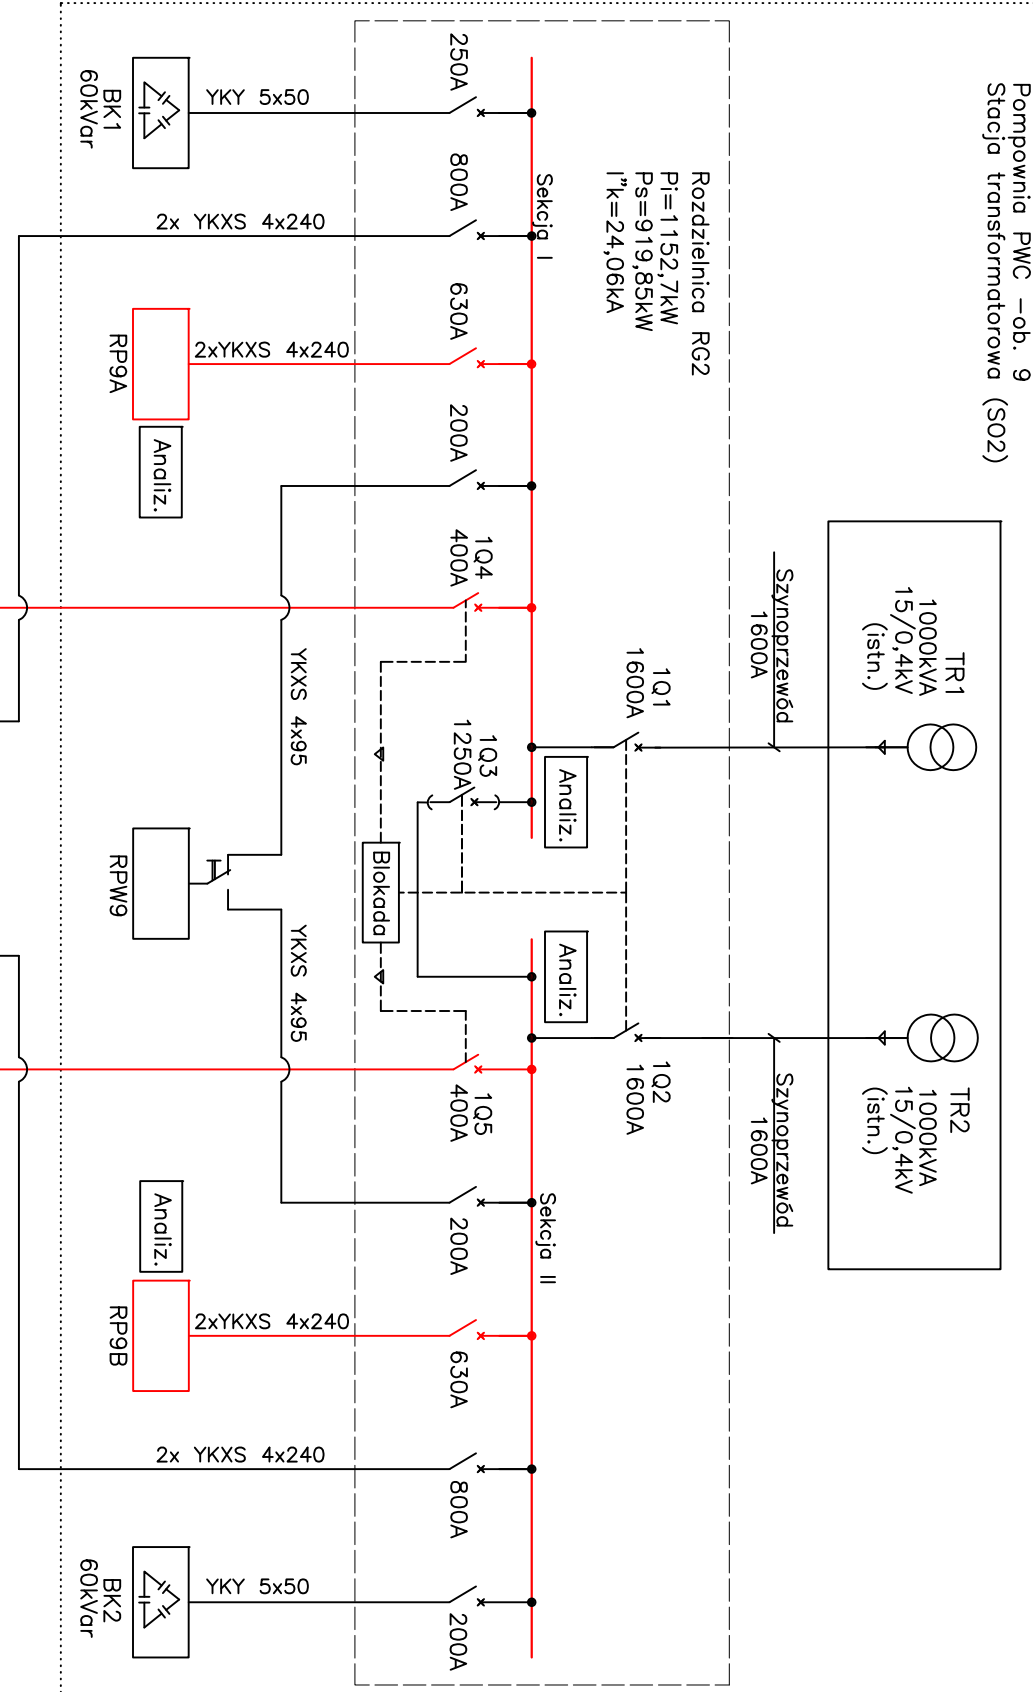 Pompownia PWC –ob. 9
Stacja transformatorowa (SO2)
TR1
1000kVA
15/0,4kV
(istn.)
TR2
1000kVA
15/0,4kV
(istn.)
Szynoprzewód
1600A
Szynoprzewód
1600A
Rozdzielnica RG2
Pi=1152,7kW
Ps=919,85kW
I"k=24,06kA
1Q1
1600A
1Q2
1600A
Analiz.
Analiz.
Sekcja I
Sekcja II
250A
800A
630A
200A
1Q4
400A
1Q3
1250A
1Q5
400A
200A
630A
800A
200A
Blokada
YKY 5x50
2x YKXS 4x240
2xYKXS 4x240
YKXS 4x95
YKXS 4x95
2xYKXS 4x240
2x YKXS 4x240
YKY 5x50
BK1
60kVar
RP9A
Analiz.
RPW9
Analiz.
RP9B
BK2
60kVar